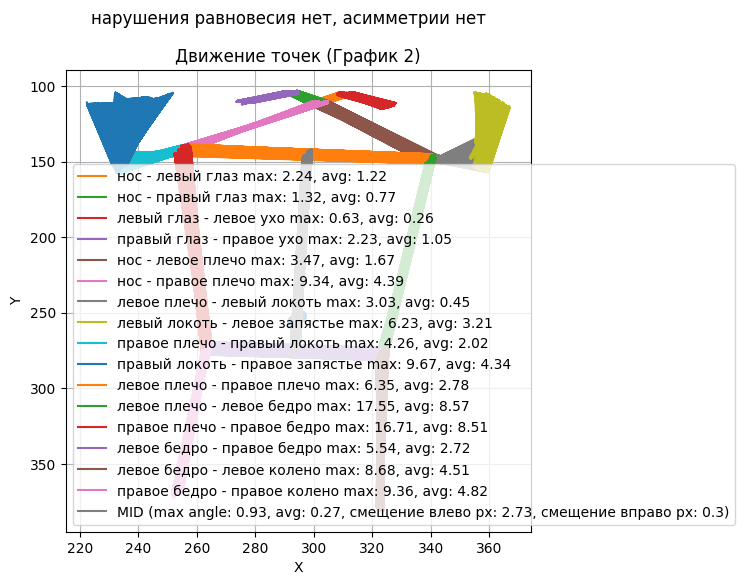 нарушения равновесия нет, асимметрии нет
Движение точек (График 2)
100
150
200
250
300
350
Y
нос - левый глаз max: 2.24, avg: 1.22
нос - правый глаз max: 1.32, avg: 0.77
левый глаз - левое ухо max: 0.63, avg: 0.26
правый глаз - правое ухо max: 2.23, avg: 1.05
нос - левое плечо max: 3.47, avg: 1.67
нос - правое плечо max: 9.34, avg: 4.39
левое плечо - левый локоть max: 3.03, avg: 0.45
левый локоть - левое запястье max: 6.23, avg: 3.21
правое плечо - правый локоть max: 4.26, avg: 2.02
правый локоть - правое запястье max: 9.67, avg: 4.34
левое плечо - правое плечо max: 6.35, avg: 2.78
левое плечо - левое бедро max: 17.55, avg: 8.57
правое плечо - правое бедро max: 16.71, avg: 8.51
левое бедро - правое бедро max: 5.54, avg: 2.72
левое бедро - левое колено max: 8.68, avg: 4.51
правое бедро - правое колено max: 9.36, avg: 4.82
MID (max angle: 0.93, avg: 0.27, смещение влево px: 2.73, смещение вправо px: 0.3)
220 240 260 280 300 320 340 360
X